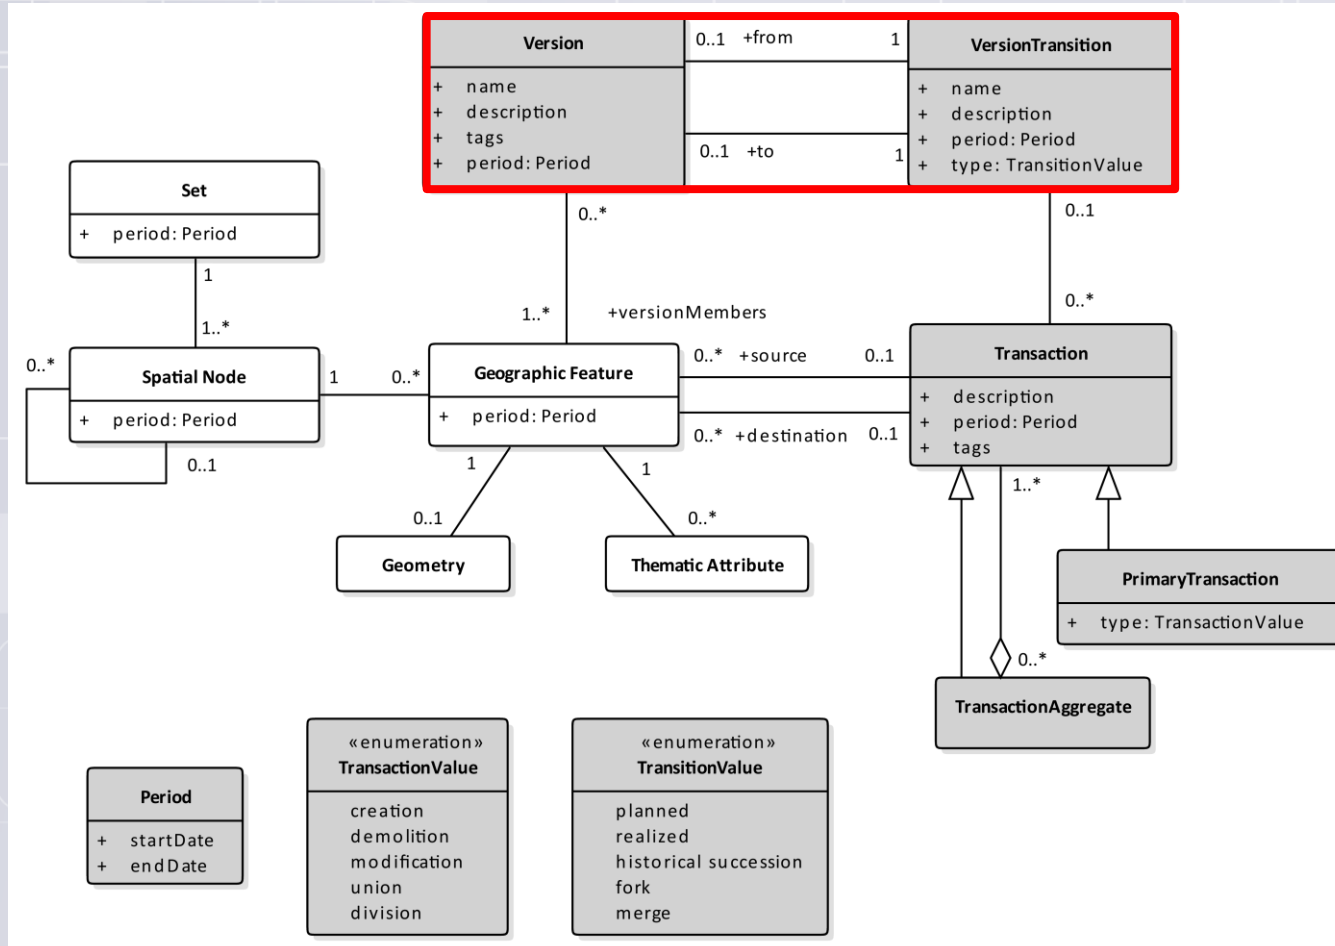 Version
+ name
+ description
+ tags
+ period: Period
0..1 +from 1
0..1 +to 1
VersionTransition
+ name
+ description
+ period: Period
+ type: TransitionValue
0..*
1..*
+versionMembers
0..1
0..*
Set
+ period: Period
1
1..*
0..*
Spatial Node
+ period: Period
0..1
1 0..*
Geographic Feature
+ period: Period
0..* +source 0..1
0..* +destination 0..1
Transaction
+ description
+ period: Period
+ tags
1
0..1
1
0..*
Geometry
Thematic Attribute
1..*
0..*
PrimaryTransaction
+ type: TransactionValue
TransactionAggregate
Period
+ startDate
+ endDate
«enumeration»
TransactionValue
creation
demolition
modification
union
division
«enumeration»
TransitionValue
planned
realized
historical succession
fork
merge